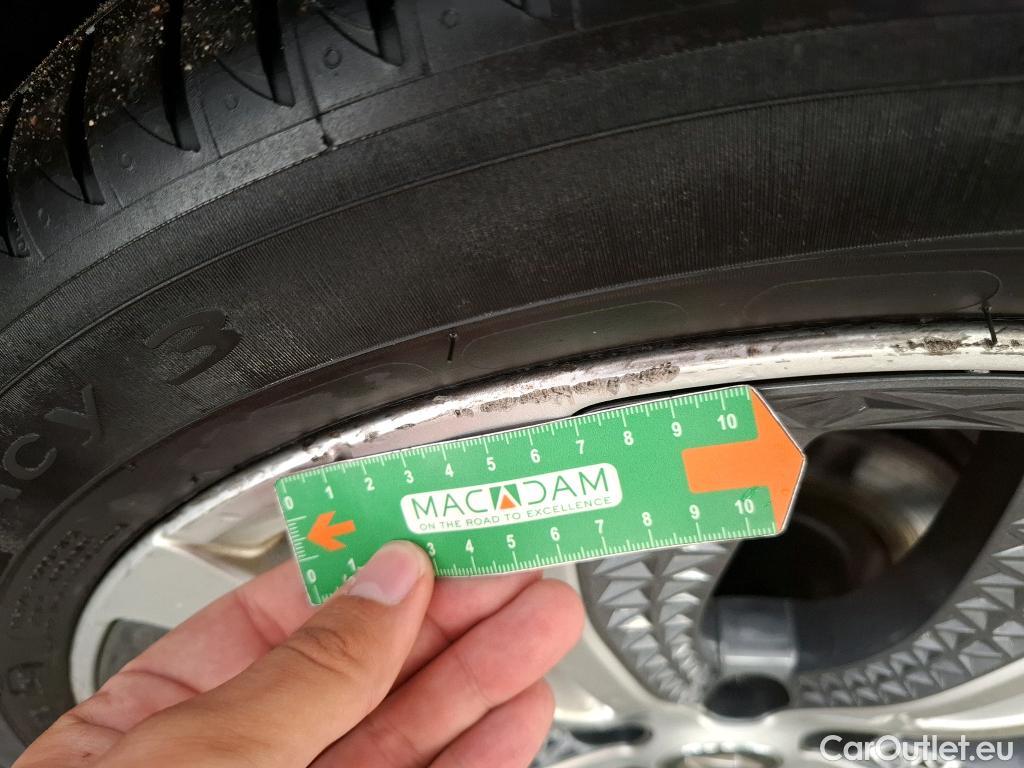 acy 3
0 1 2 3 4 5 6 7 8 9 10
MACADAM
ON THE ROAD TO EXCELLENCE
0 1 3 4 5 6 7 8 9 10
CarOutlet.eu